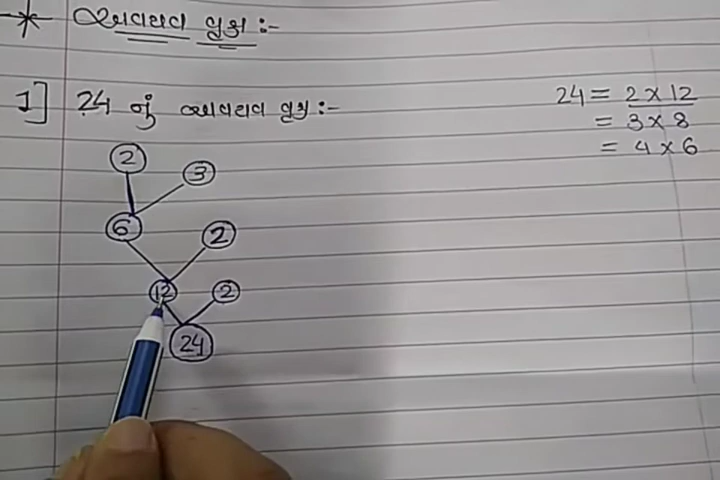 * અવયવ વૃક્ષ :-
1] 24 નું અવયવ વૃક્ષ :-
24 = 2 × 12
= 3 × 8
= 4 × 6
2
3
6
2
12
2
24